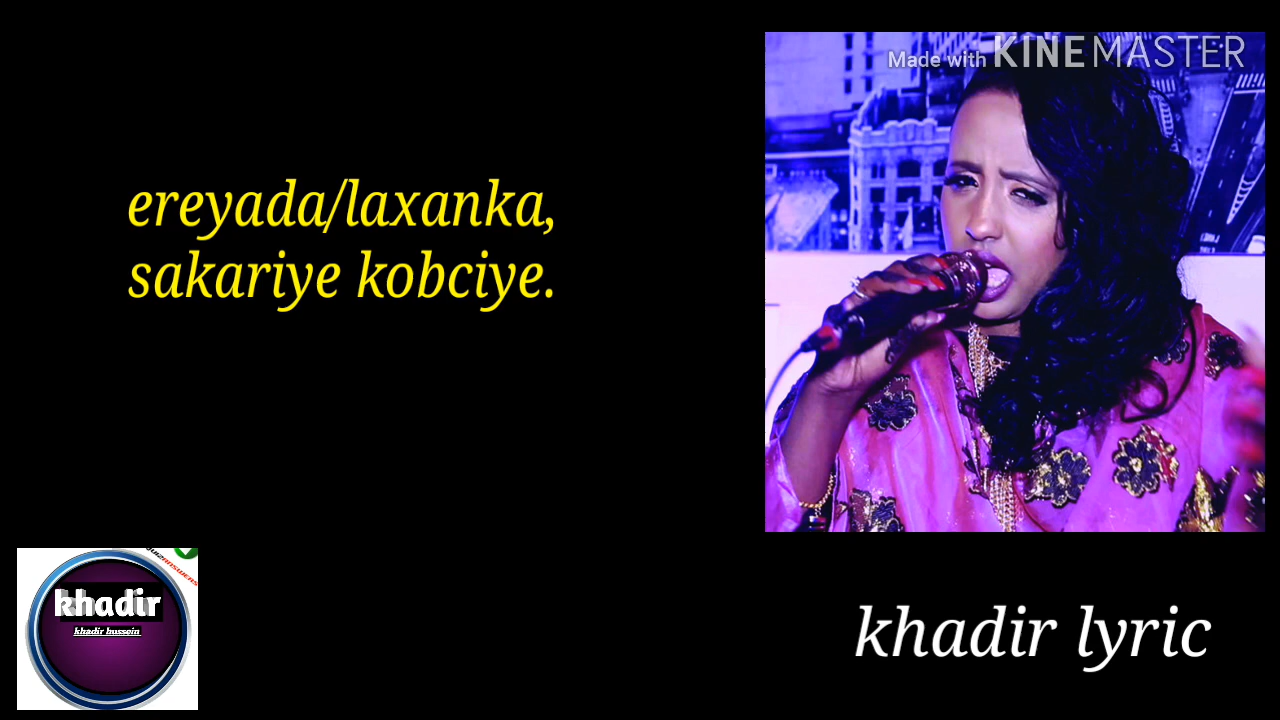 Made with KINEMASTER
ereyada/laxanka,
sakariye kobciye.
khadir
khadir hussein
khadir lyric